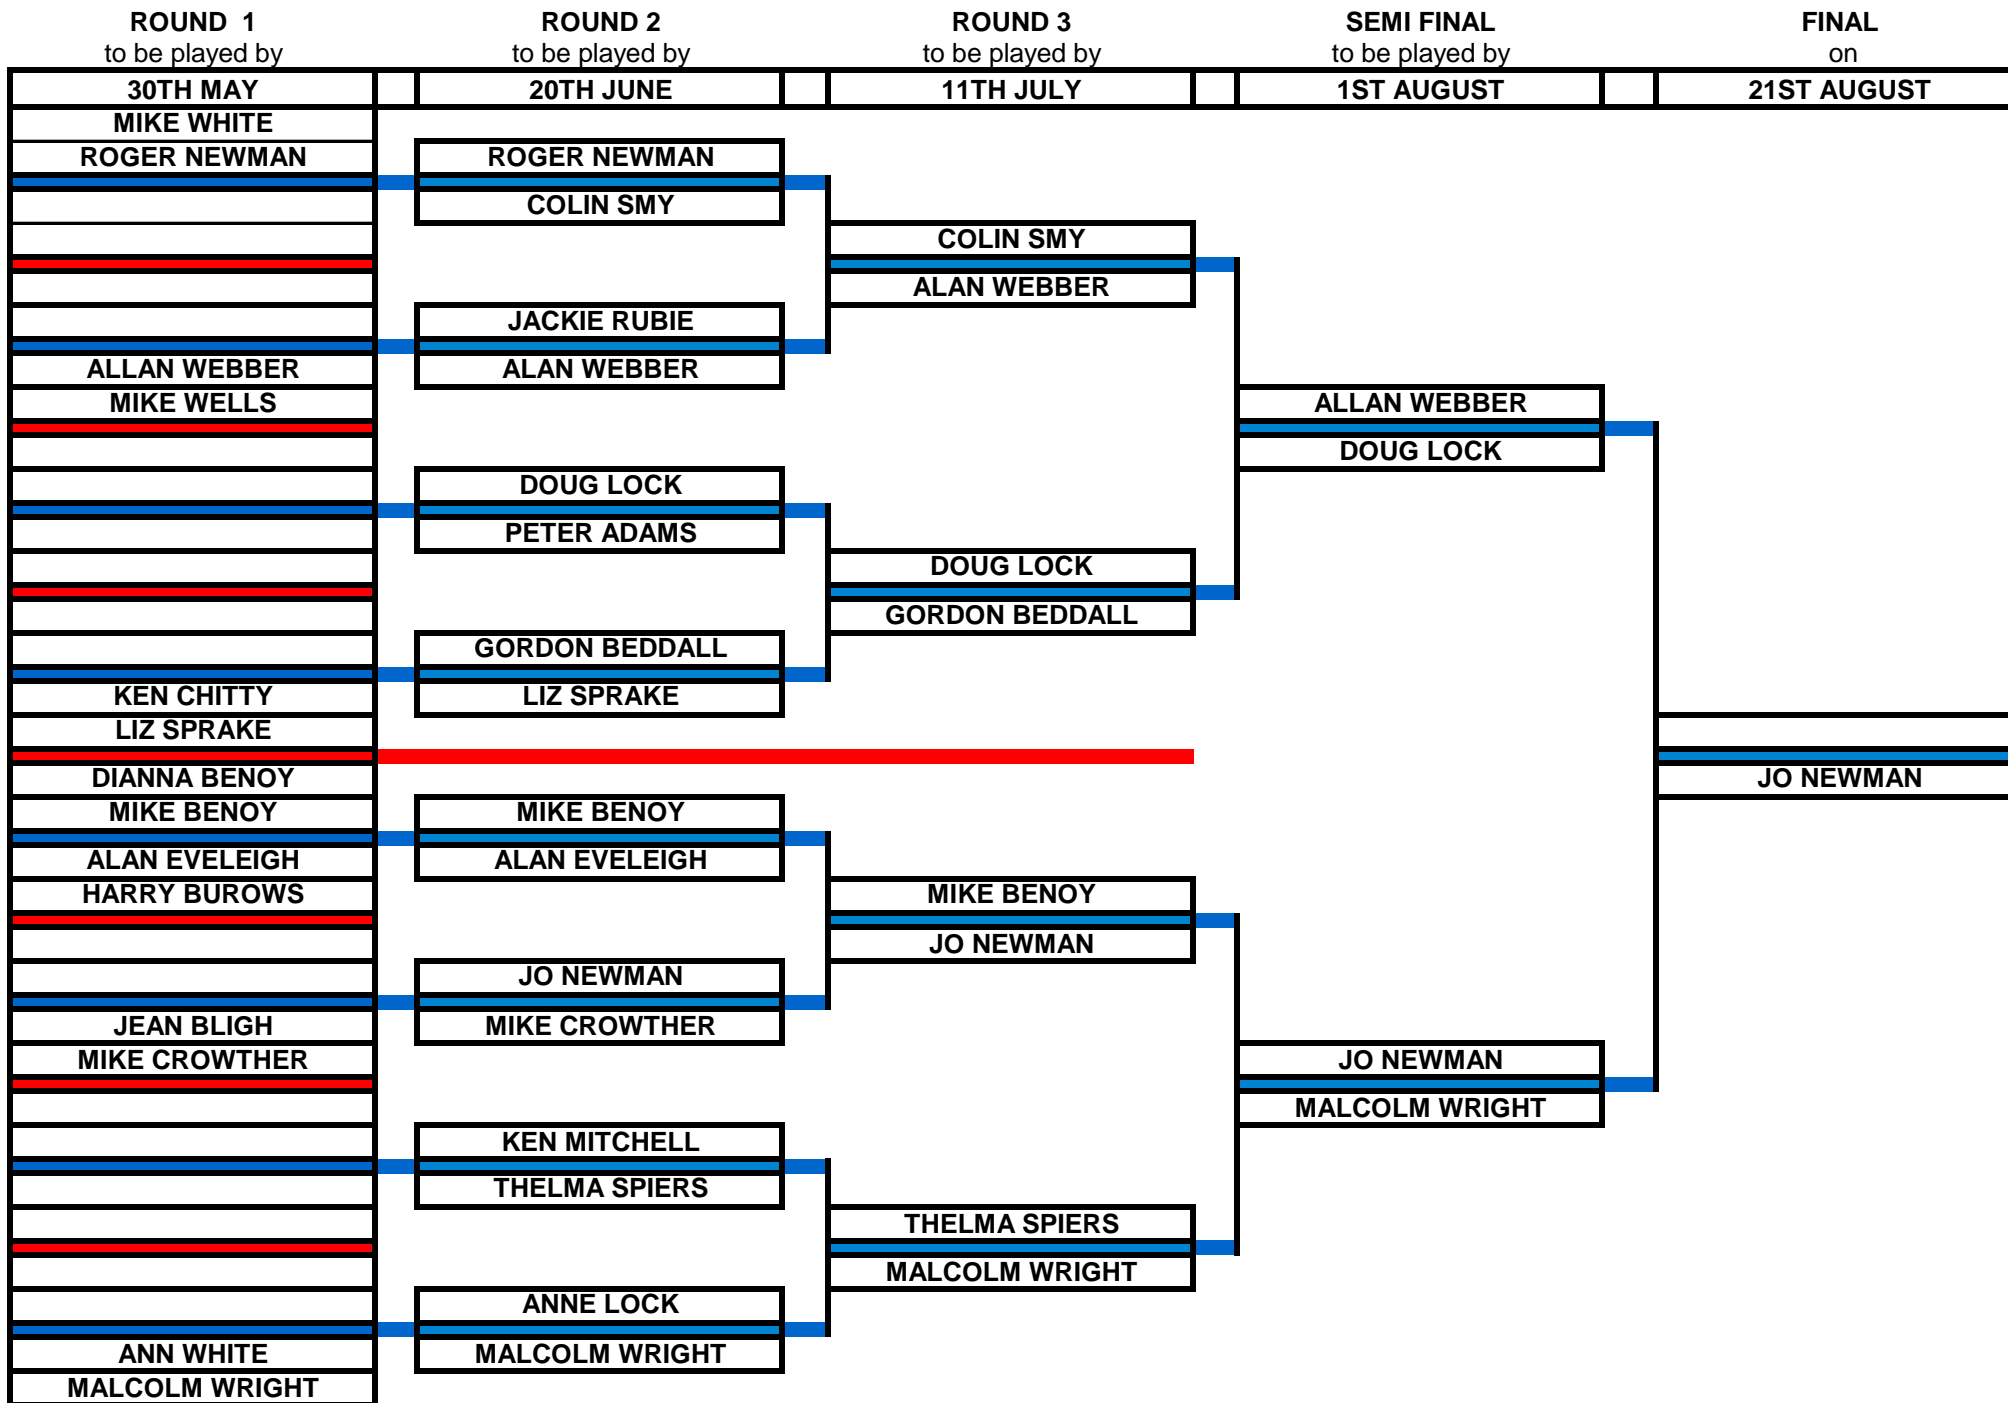 ROUND 1
to be played by
30TH MAY
MIKE WHITE
ROGER NEWMAN
ALLAN WEBBER
MIKE WELLS
KEN CHITTY
LIZ SPRAKE
DIANNA BENOY
MIKE BENOY
ALAN EVELEIGH
HARRY BUROWS
JEAN BLIGH
MIKE CROWTHER
ANN WHITE
MALCOLM WRIGHT
ROUND 2
to be played by
20TH JUNE
ROGER NEWMAN
COLIN SMY
JACKIE RUBIE
ALAN WEBBER
DOUG LOCK
PETER ADAMS
GORDON BEDDALL
LIZ SPRAKE
MIKE BENOY
ALAN EVELEIGH
JO NEWMAN
MIKE CROWTHER
KEN MITCHELL
THELMA SPIERS
ANNE LOCK
MALCOLM WRIGHT
ROUND 3
to be played by
11TH JULY
COLIN SMY
ALAN WEBBER
DOUG LOCK
GORDON BEDDALL
MIKE BENOY
JO NEWMAN
THELMA SPIERS
MALCOLM WRIGHT
SEMI FINAL
to be played by
1ST AUGUST
ALLAN WEBBER
DOUG LOCK
JO NEWMAN
MALCOLM WRIGHT
FINAL
on
21ST AUGUST
JO NEWMAN